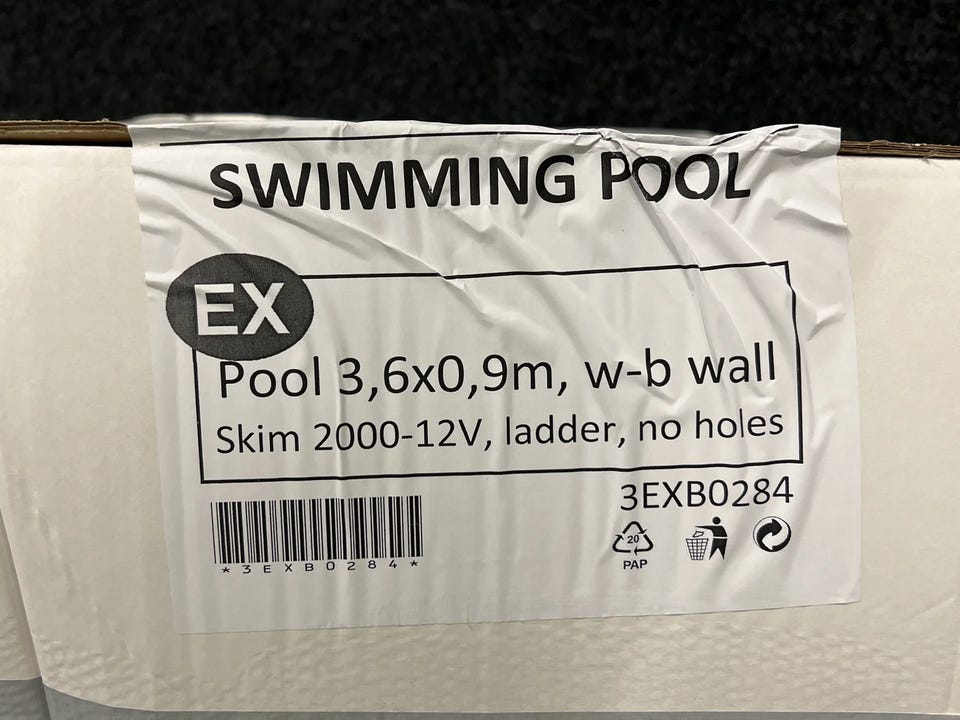 SWIMMING POOL
EX
Pool 3,6x0,9m, w-b wall
Skim 2000-12V, ladder, no holes
3EXB0284
*3EXB0284*
20
PAP